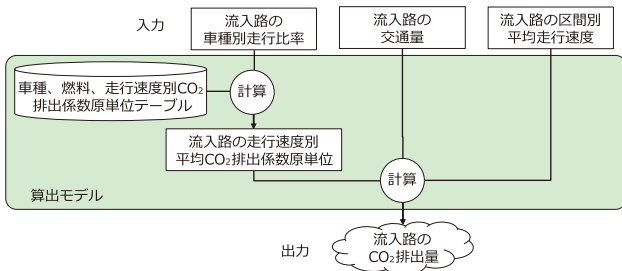 入力
流入路の
車種別走行比率
流入路の
交通量
流入路の区間別
平均走行速度
車種、燃料、走行速度別CO₂
排出係数原単位テーブル
計算
流入路の走行速度別
平均CO₂排出係数原単位
計算
算出モデル
出力
流入路の
CO₂排出量